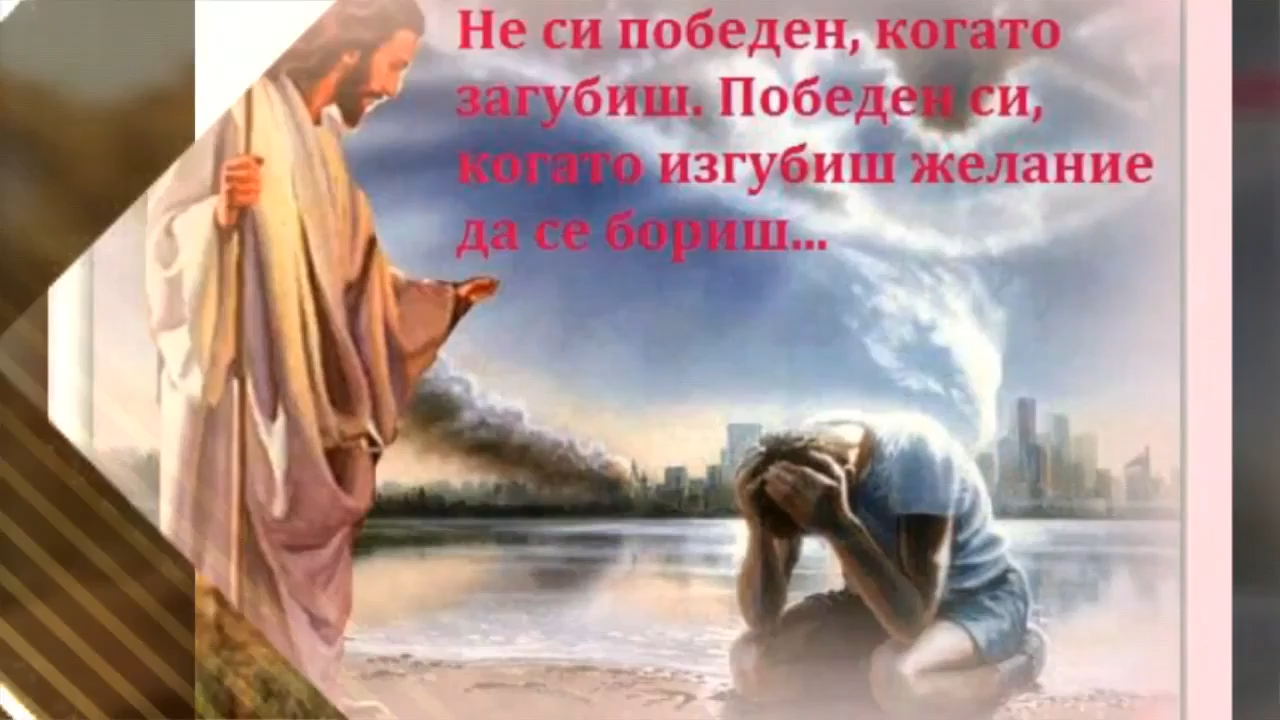 Не си победен, когато
загубиш. Победен си,
когато изгубиш желание
да се бориш...